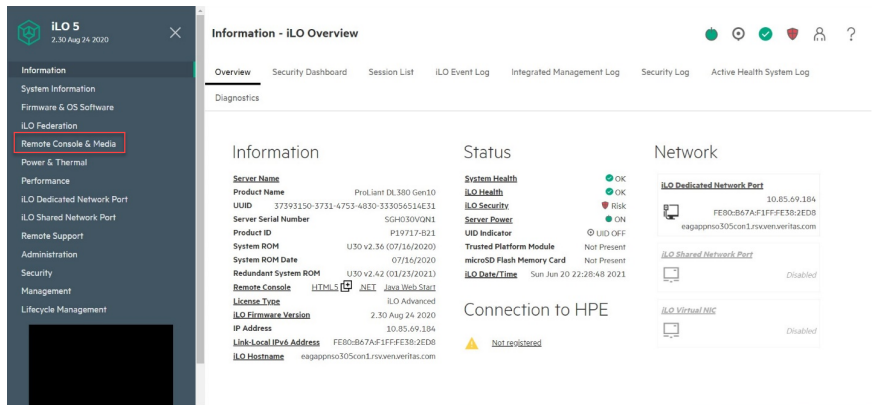 iLO 5
2.30 Aug 24 2020
Information
System Information
Firmware & OS Software
iLO Federation
Remote Console & Media
Power & Thermal
Performance
iLO Dedicated Network Port
iLO Shared Network Port
Remote Support
Administration
Security
Management
Lifecycle Management
Information - iLO Overview
?
Overview Security Dashboard Session List iLO Event Log Integrated Management Log Security Log Active Health System Log
Diagnostics
Information
Server Name
Product Name ProLiant DL380 Gen10
UUID 37393150-3731-4753-4830-333056514E31
Server Serial Number SGH030VQN1
Product ID P19717-B21
System ROM U30 v2.36 (07/16/2020)
System ROM Date 07/16/2020
Redundant System ROM U30 v2.42 (01/23/2021)
Remote Console HTML5 .NET Java Web Start
License Type iLO Advanced
iLO Firmware Version 2.30 Aug 24 2020
IP Address 10.85.69.184
Link-Local IPv6 Address FE80::B67A:F1FF:FE38:2ED8
iLO Hostname eagappnso305con1.rsv.ven.veritas.com
Status
System Health OK
iLO Health OK
iLO Security Risk
Server Power ON
UID Indicator UID OFF
Trusted Platform Module Not Present
microSD Flash Memory Card Not Present
iLO Date/Time Sun Jun 20 22:28:48 2021
Connection to HPE
Not registered
Network
iLO Dedicated Network Port
10.85.69.184
FE80::B67A:F1FF:FE38:2ED8
eagappnso305con1.rsv.ven.veritas.com
iLO Shared Network Port
Disabled
iLO Virtual NIC
Disabled